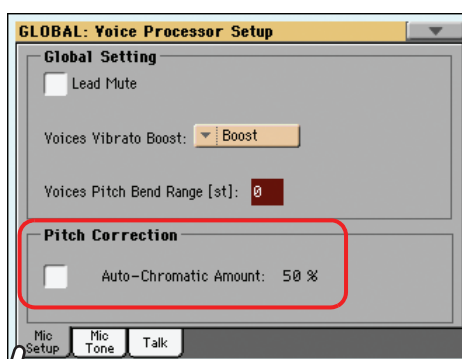 GLOBAL: Voice Processor Setup
Global Setting
Lead Mute
Voices Vibrato Boost: Boost
Voices Pitch Bend Range [st]: 0
Pitch Correction
Auto-Chromatic Amount: 50 %
Mic Setup
Mic Tone
Talk